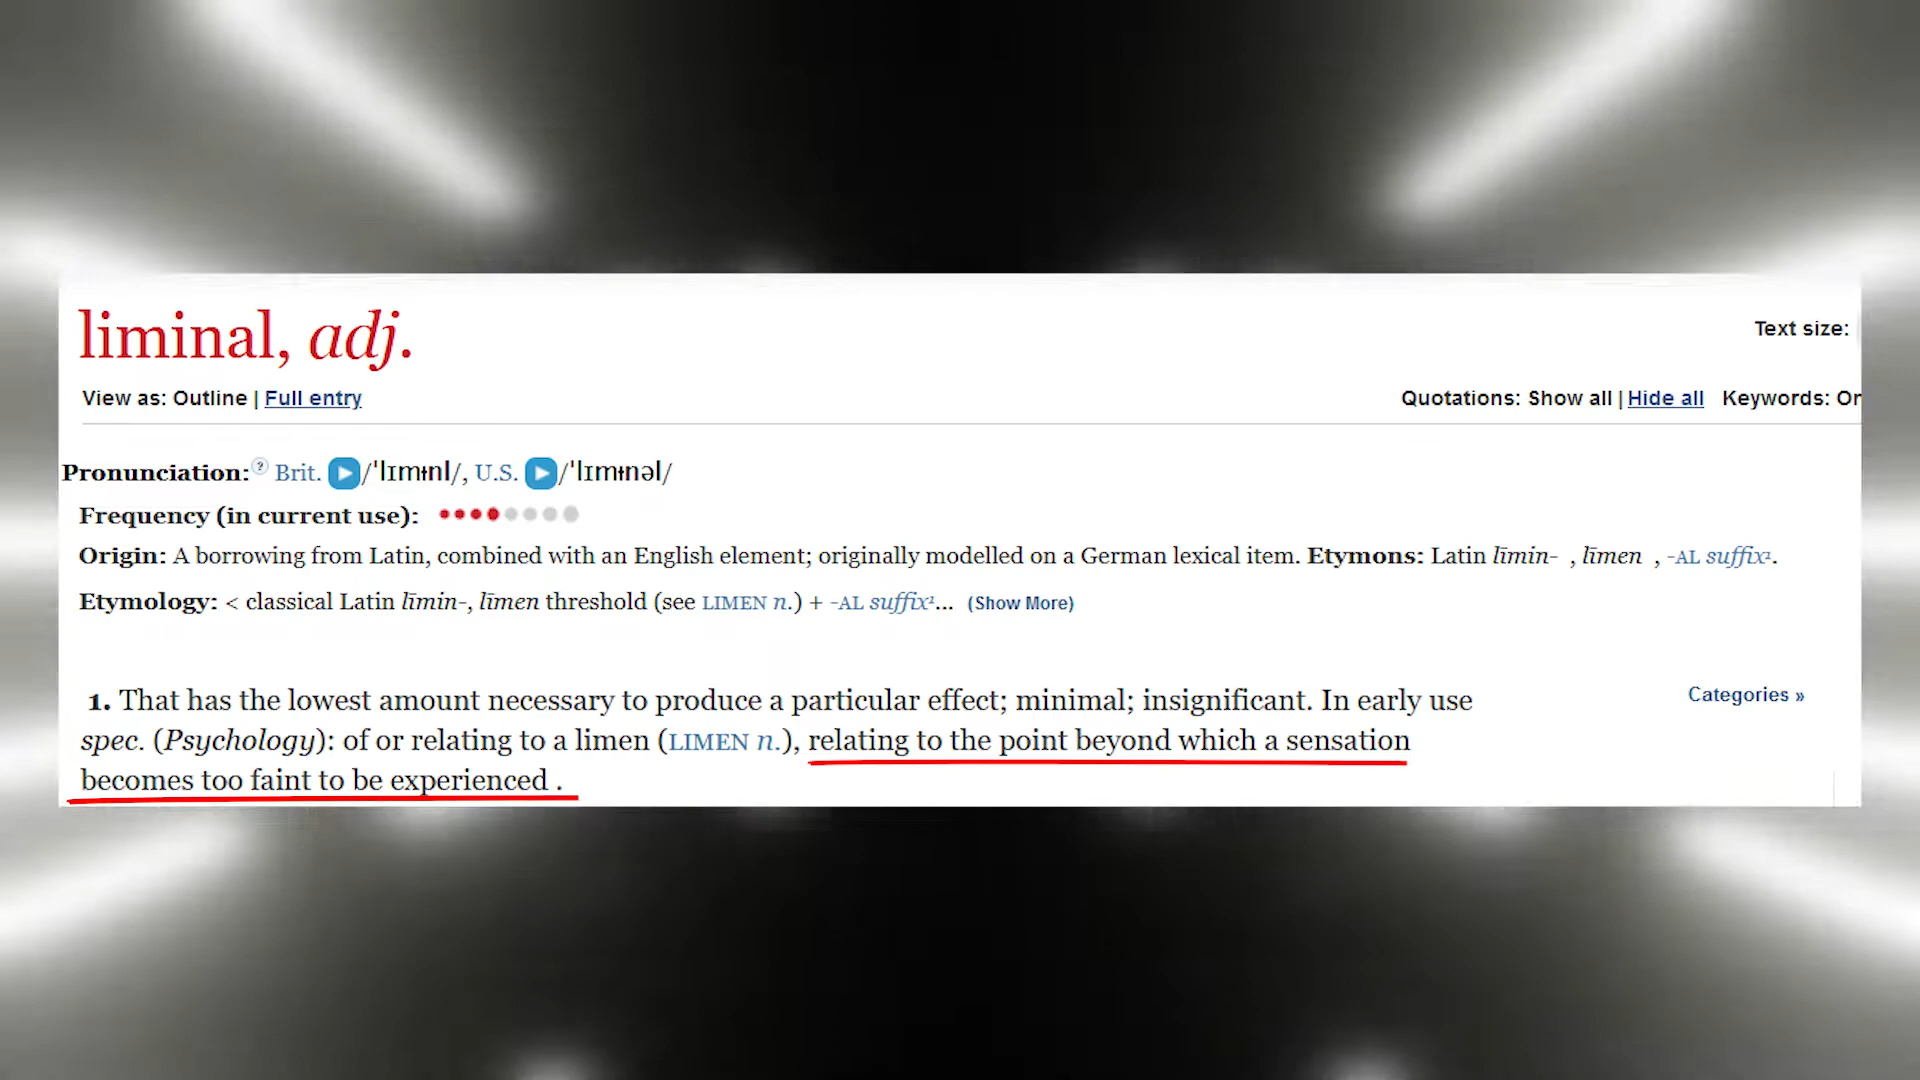 liminal, adj.
Text size:
View as: Outline | Full entry
Quotations: Show all | Hide all Keywords: On
Pronunciation:? Brit. /ˈlɪmᵻnl/, U.S. /ˈlɪmᵻnəl/
Frequency (in current use):
Origin: A borrowing from Latin, combined with an English element; originally modelled on a German lexical item. Etymons: Latin līmin- , līmen , -AL suffix¹.
Etymology: < classical Latin līmin-, līmen threshold (see LIMEN n.) + -AL suffix¹... (Show More)
1. That has the lowest amount necessary to produce a particular effect; minimal; insignificant. In early use
Categories »
spec. (Psychology): of or relating to a limen (LIMEN n.), relating to the point beyond which a sensation
becomes too faint to be experienced .